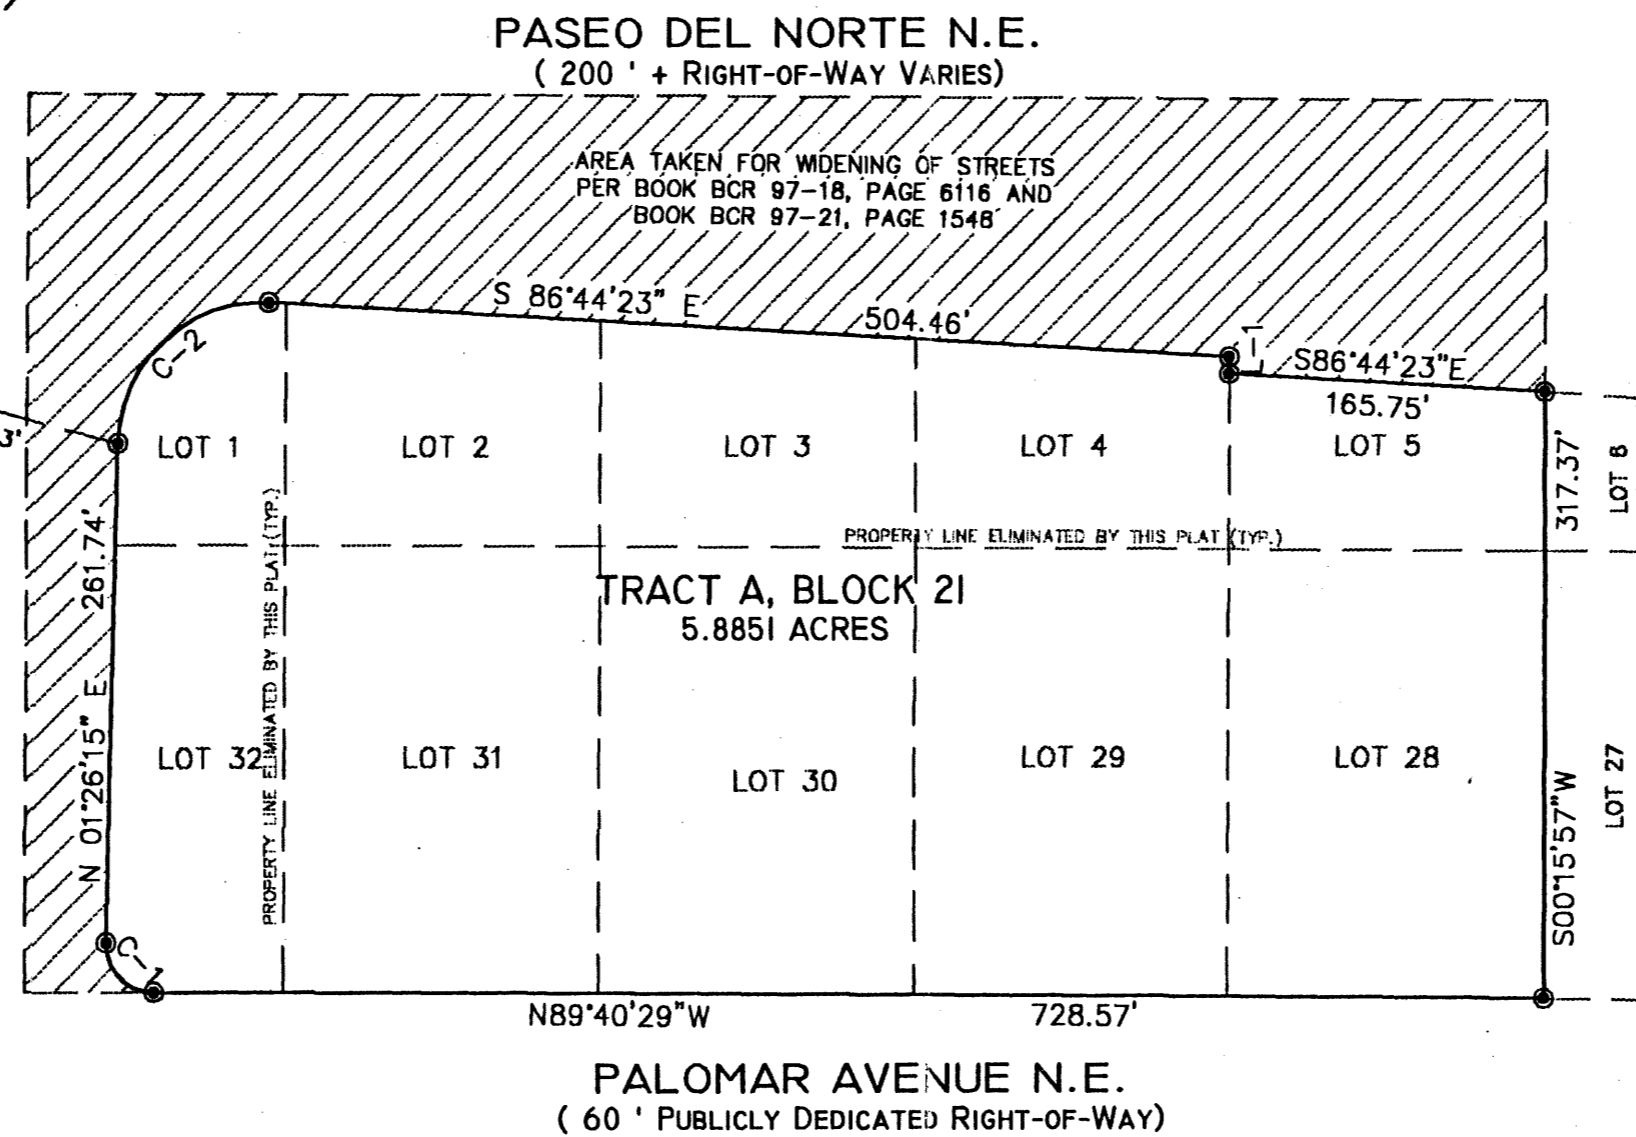 PASEO DEL NORTE N.E.
( 200 ' + RIGHT-OF-WAY VARIES)
AREA TAKEN FOR WIDENING OF STREETS
PER BOOK BCR 97-18, PAGE 6116 AND
BOOK BCR 97-21, PAGE 1548
S 86°44'23" E
504.46'
L-1
S86°44'23"E
165.75'
C-2
3'
LOT 1
LOT 2
LOT 3
LOT 4
LOT 5
317.37'
N 01°26'15" E 261.74'
PROPERTY LINE ELIMINATED BY THIS PLAT (TYP.)
PROPERTY LINE ELIMINATED BY THIS PLAT (TYP.)
TRACT A, BLOCK 21
5.8851 ACRES
LOT 32
LOT 31
LOT 30
LOT 29
LOT 28
LOT 27
S00°15'57"W
C-1
N89°40'29"W
728.57'
PALOMAR AVENUE N.E.
( 60 ' PUBLICLY DEDICATED RIGHT-OF-WAY)